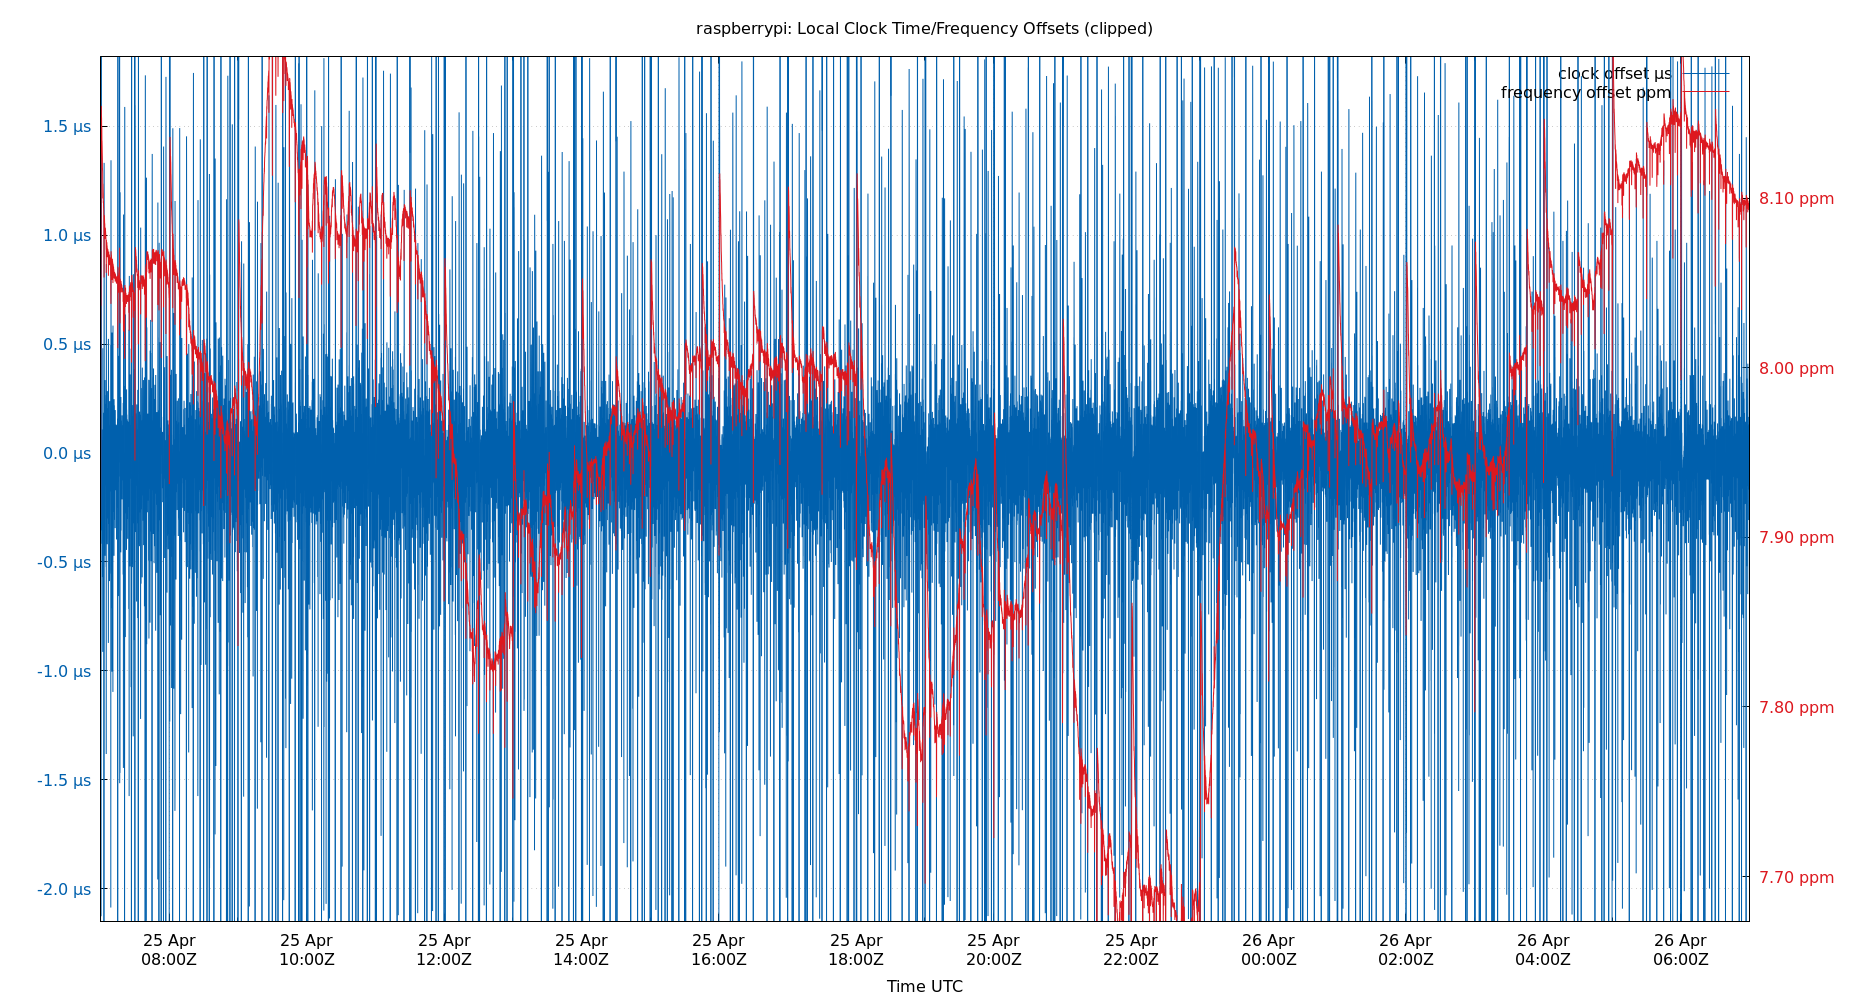 raspberrypi: Local Clock Time/Frequency Offsets (clipped)
clock offset µs
frequency offset ppm
1.5 µs
1.0 µs
0.5 µs
0.0 µs
-0.5 µs
-1.0 µs
-1.5 µs
-2.0 µs
8.10 ppm
8.00 ppm
7.90 ppm
7.80 ppm
7.70 ppm
25 Apr 25 Apr 25 Apr 25 Apr 25 Apr 25 Apr 25 Apr 25 Apr 26 Apr 26 Apr 26 Apr 26 Apr
08:00Z 10:00Z 12:00Z 14:00Z 16:00Z 18:00Z 20:00Z 22:00Z 00:00Z 02:00Z 04:00Z 06:00Z
Time UTC